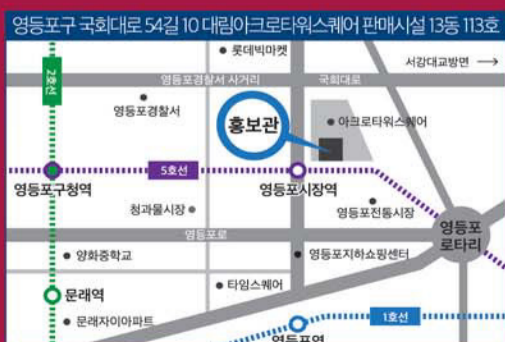 영등포구 국회대로 54길 10 대림아크로타워스퀘어 판매시설 13동 113호
롯데빅마켓
서강대교방면
2호선
영등포경찰서 사거리
국회대로
영등포경찰서
홍보관
아크로타워스퀘어
5호선
영등포구청역
영등포시장역
청과물시장
영등포전통시장
영등포
로타리
영등포로
양화중학교
영등포지하쇼핑센터
문래역
타임스퀘어
문래자이아파트
1호선
영등포역